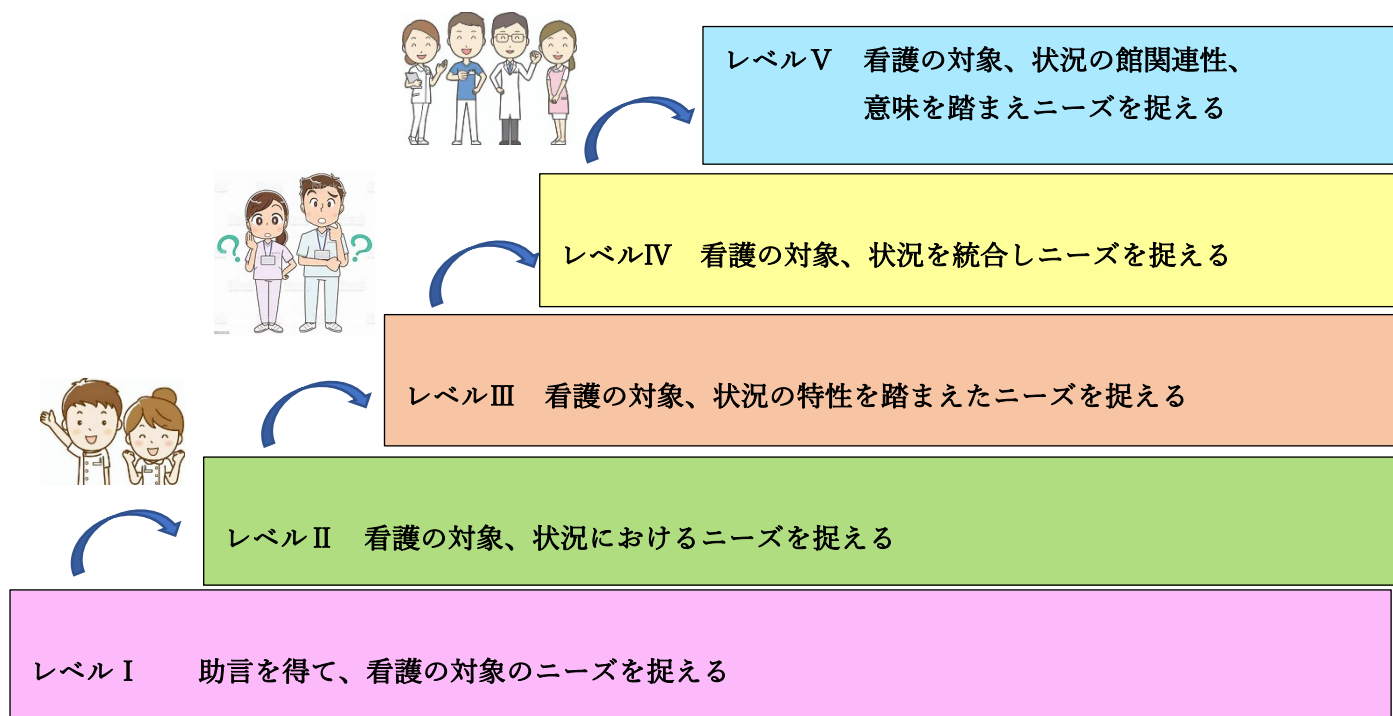 レベルⅤ　看護の対象、状況の館関連性、
意味を踏まえニーズを捉える
レベルⅣ　看護の対象、状況を統合しニーズを捉える
レベルⅢ　看護の対象、状況の特性を踏まえたニーズを捉える
レベルⅡ　看護の対象、状況におけるニーズを捉える
レベルⅠ　　助言を得て、看護の対象のニーズを捉える